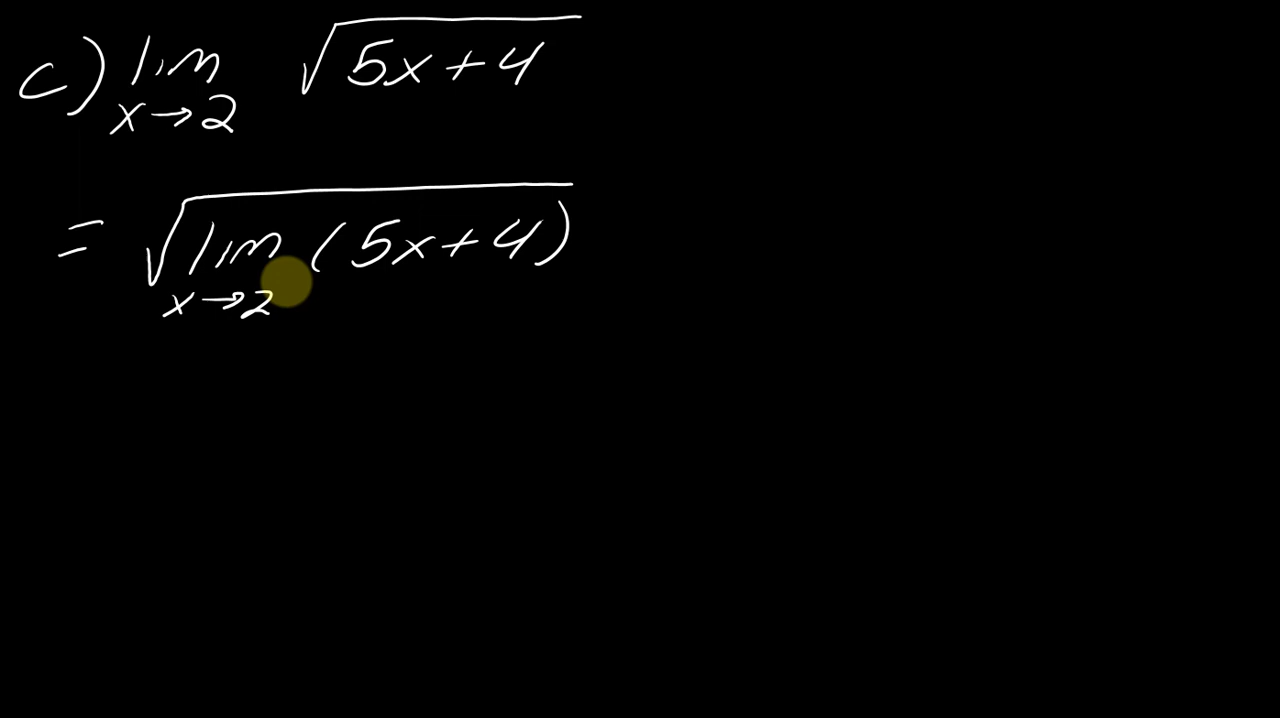 c) lim √5x+4
x→2
= √lim (5x+4)
x→2